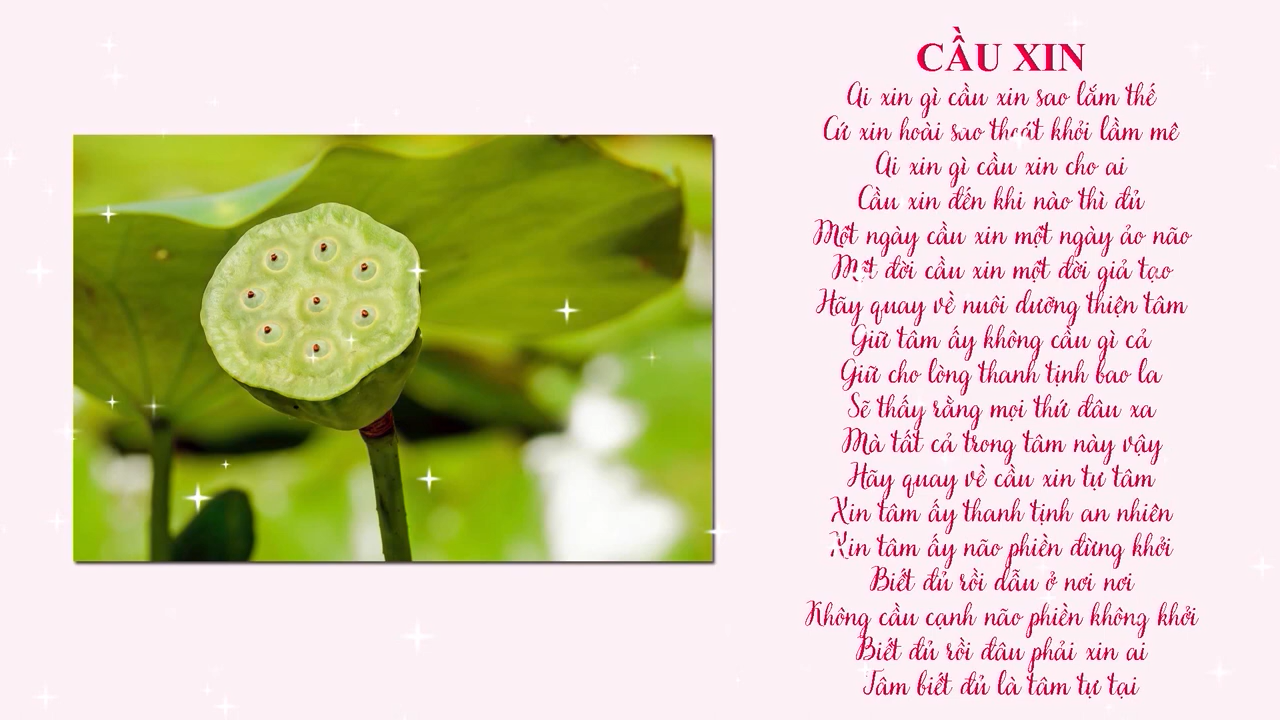 CẦU XIN
Ai xin gì cầu xin sao lắm thế
Cứ xin hoài sao thoát khỏi lầm mê
Ai xin gì cầu xin cho ai
Cầu xin đến khi nào thì đủ
Một ngày cầu xin một ngày ảo não
Một đời cầu xin một đời giả tạo
Hãy quay về nuôi dưỡng thiện tâm
Giữ tâm ấy không cầu gì cả
Giữ cho lòng thanh tịnh bao la
Sẽ thấy rằng mọi thứ đâu xa
Mà tất cả trong tâm này vậy
Hãy quay về cầu xin tự tâm
Xin tâm ấy thanh tịnh an nhiên
Xin tâm ấy não phiền đừng khởi
Biết đủ rồi dẫu ở nơi nơi
Không cầu cạnh não phiền không khởi
Biết đủ rồi đâu phải xin ai
Tâm biết đủ là tâm tự tại